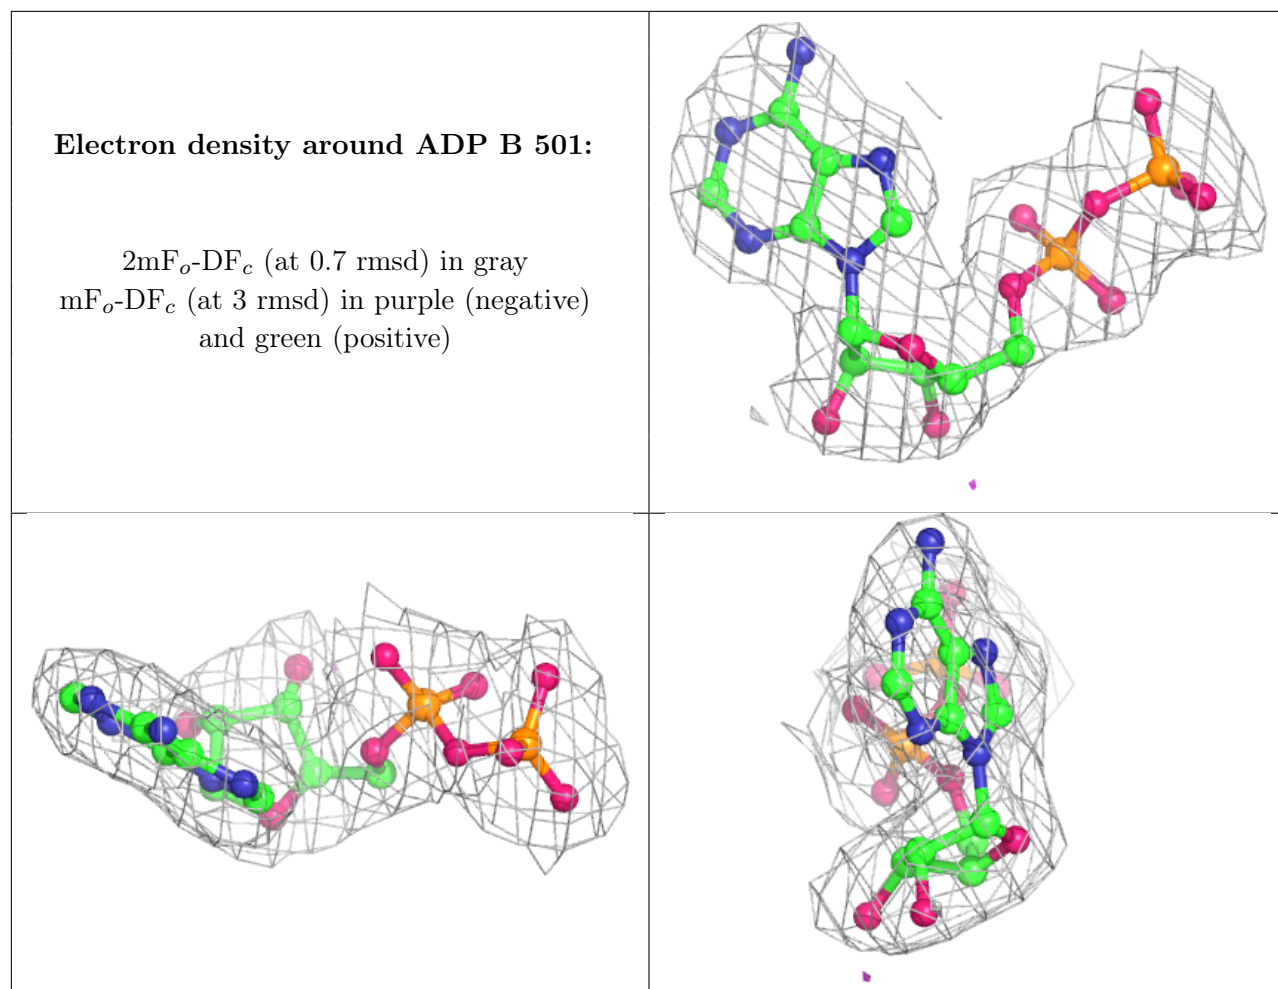 Electron density around ADP B 501:
2mFo-DFc (at 0.7 rmsd) in gray
mFo-DFc (at 3 rmsd) in purple (negative)
and green (positive)